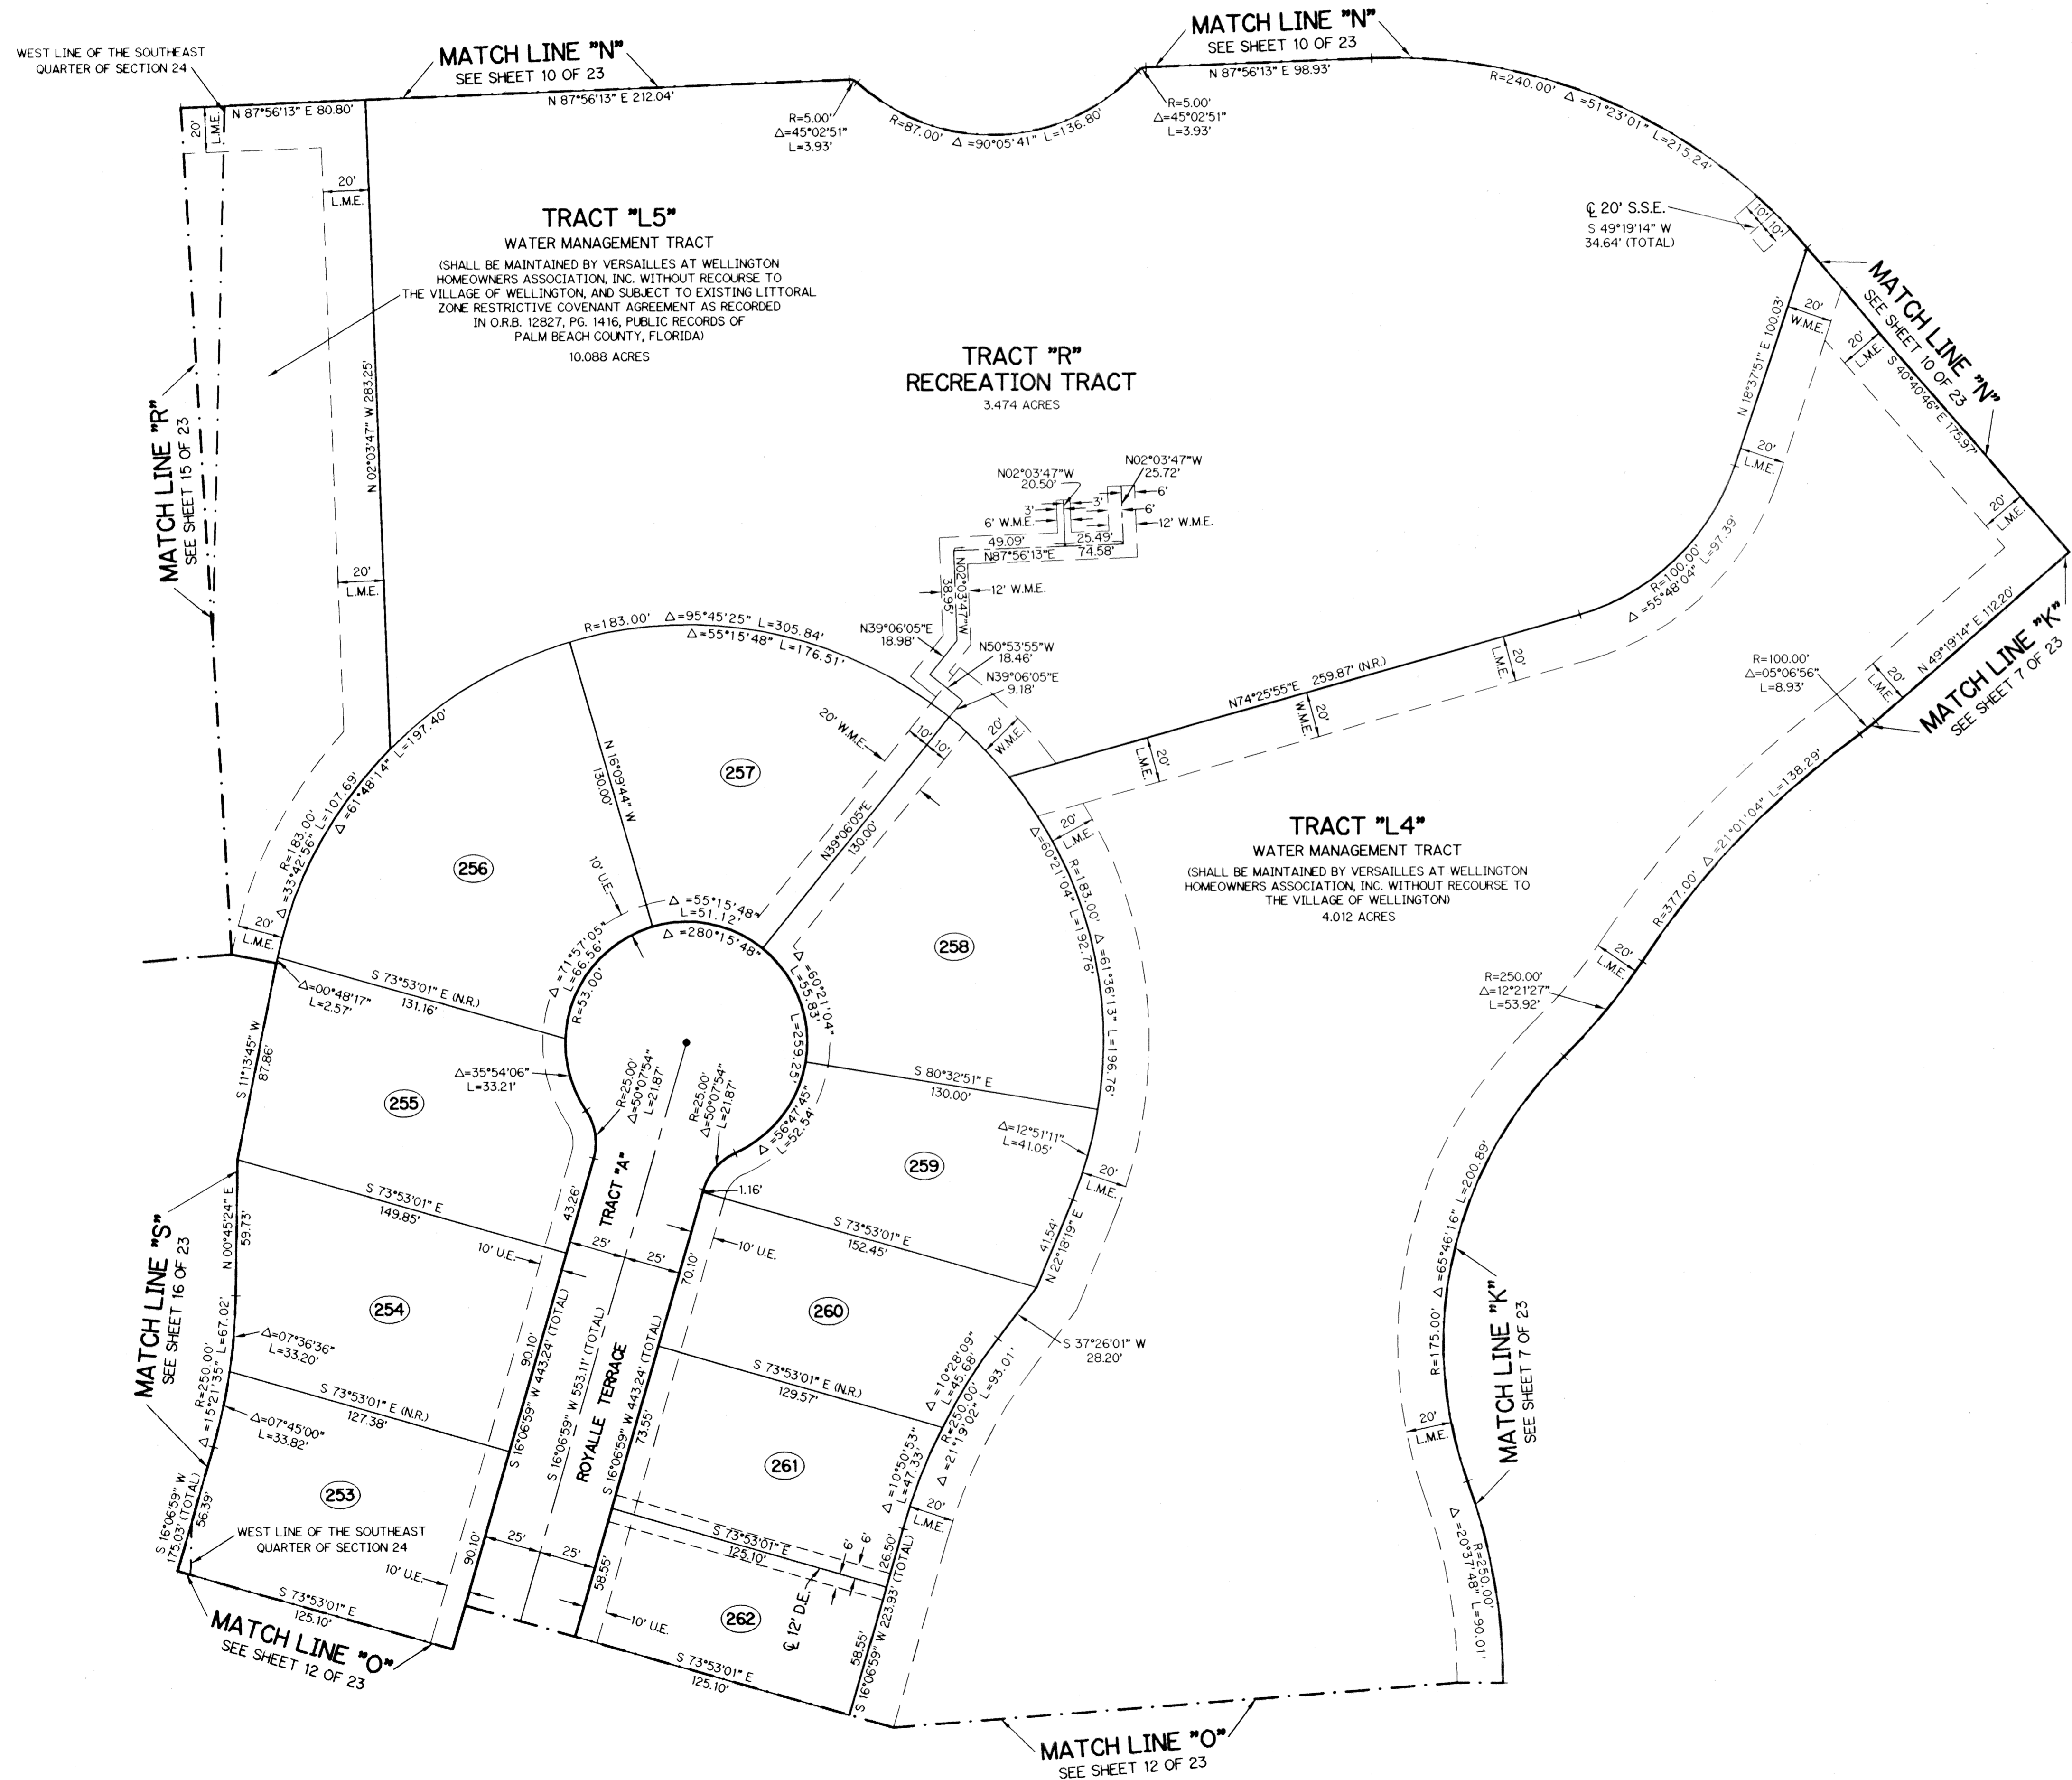 WEST LINE OF THE SOUTHEAST
QUARTER OF SECTION 24
MATCH LINE "N"
SEE SHEET 10 OF 23
MATCH LINE "N"
SEE SHEET 10 OF 23
N 87°56'13" E 80.80'
N 87°56'13" E 212.04'
N 87°56'13" E 98.93'
R=5.00'
Δ=45°02'51"
L=3.93'
R=87.00' Δ=90°05'41" L=136.80'
R=5.00'
Δ=45°02'51"
L=3.93'
R=240.00' Δ=51°23'01" L=215.24'
20'
L.M.E.
20'
L.M.E.
TRACT "L5"
WATER MANAGEMENT TRACT
(SHALL BE MAINTAINED BY VERSAILLES AT WELLINGTON
HOMEOWNERS ASSOCIATION, INC. WITHOUT RECOURSE TO
THE VILLAGE OF WELLINGTON, AND SUBJECT TO EXISTING LITTORAL
ZONE RESTRICTIVE COVENANT AGREEMENT AS RECORDED
IN O.R.B. 12827, PG. 1416, PUBLIC RECORDS OF
PALM BEACH COUNTY, FLORIDA)
10.088 ACRES
℄ 20' S.S.E.
S 49°19'14" W
34.64' (TOTAL)
10'
10'
MATCH LINE "N"
SEE SHEET 10 OF 23
S 40°40'46" E 175.97'
20'
W.M.E.
20'
L.M.E.
N 18°37'51" E 100.03'
20'
L.M.E.
20'
L.M.E.
TRACT "R"
RECREATION TRACT
3.474 ACRES
MATCH LINE "R"
SEE SHEET 15 OF 23
N 02°03'47" W 283.25'
20'
L.M.E.
N02°03'47"W
20.50'
N02°03'47"W
25.72'
3'
3'
6'
6'
6' W.M.E.
12' W.M.E.
49.09'
25.49'
N87°56'13"E 74.58'
N02°03'47"W
38.95'
12' W.M.E.
N39°06'05"E
18.98'
N50°53'55"W
18.46'
N39°06'05"E
9.18'
R=100.00'
Δ=55°48'04" L=97.39'
N74°25'55"E 259.87' (N.R.)
20'
L.M.E.
20'
W.M.E.
20'
L.M.E.
N 49°19'14" E 112.20'
20'
L.M.E.
R=100.00'
Δ=05°06'56"
L=8.93'
MATCH LINE "K"
SEE SHEET 7 OF 23
R=183.00' Δ=95°45'25" L=305.84'
Δ=55°15'48" L=176.51'
R=183.00'
Δ=33°42'56" L=107.69'
Δ=61°48'14" L=197.40'
N 16°09'44" W
130.00'
257
20' W.M.E.
10'
10'
20'
W.M.E.
N39°06'05"E
130.00'
256
10' U.E.
Δ=55°15'48"
L=51.12'
Δ=280°15'48"
Δ=71°57'05"
L=66.56'
R=53.00'
Δ=60°21'04"
L=55.83'
L=259.25'
258
20'
L.M.E.
Δ=60°21'04" L=192.76'
R=183.00' Δ=61°36'13" L=196.76'
TRACT "L4"
WATER MANAGEMENT TRACT
(SHALL BE MAINTAINED BY VERSAILLES AT WELLINGTON
HOMEOWNERS ASSOCIATION, INC. WITHOUT RECOURSE TO
THE VILLAGE OF WELLINGTON)
4.012 ACRES
R=377.00' Δ=21°01'04" L=138.29'
20'
L.M.E.
R=250.00'
Δ=12°21'27"
L=53.92'
20'
L.M.E.
Δ=00°48'17"
L=2.57'
S 73°53'01" E (N.R.)
131.16'
S 11°13'45" W
87.86'
255
Δ=35°54'06"
L=33.21'
R=25.00'
Δ=50°07'54"
L=21.87'
R=25.00'
Δ=50°07'54"
L=21.87'
Δ=56°47'45"
L=52.54'
S 80°32'51" E
130.00'
Δ=12°51'11"
L=41.05'
259
20'
L.M.E.
1.16'
TRACT "A"
43.26'
S 73°53'01" E
149.85'
S 73°53'01" E
152.45'
41.54'
N 22°18'19" E
MATCH LINE "S"
SEE SHEET 16 OF 23
N 00°45'24" E
59.73'
10' U.E.
25'
25'
10' U.E.
70.10'
254
260
S 37°26'01" W
28.20'
Δ=07°36'36"
L=33.20'
R=250.00'
Δ=15°21'35" L=67.02'
90.10'
S 16°06'59" W 443.24' (TOTAL)
S 16°06'59" W 553.11' (TOTAL)
ROYALLE TERRACE
S 16°06'59" W 443.24' (TOTAL)
73.55'
S 73°53'01" E (N.R.)
127.38'
S 73°53'01" E (N.R.)
129.57'
Δ=10°28'09"
L=45.68'
R=250.00'
Δ=21°19'02" L=93.01'
Δ=10°50'53"
L=47.33'
Δ=07°45'00"
L=33.82'
253
261
S 16°06'59" W
175.03' (TOTAL)
56.39'
WEST LINE OF THE SOUTHEAST
QUARTER OF SECTION 24
10' U.E.
90.10'
25'
25'
58.55'
S 73°53'01" E
125.10'
6'
6'
26.50'
20'
L.M.E.
℄ 12' D.E.
262
10' U.E.
58.55'
S 16°06'59" W 223.93' (TOTAL)
S 73°53'01" E
125.10'
S 73°53'01" E
125.10'
MATCH LINE "O"
SEE SHEET 12 OF 23
R=175.00' Δ=65°46'16" L=200.89'
MATCH LINE "K"
SEE SHEET 7 OF 23
20'
L.M.E.
R=250.00'
Δ=20°37'48" L=90.01'
MATCH LINE "O"
SEE SHEET 12 OF 23